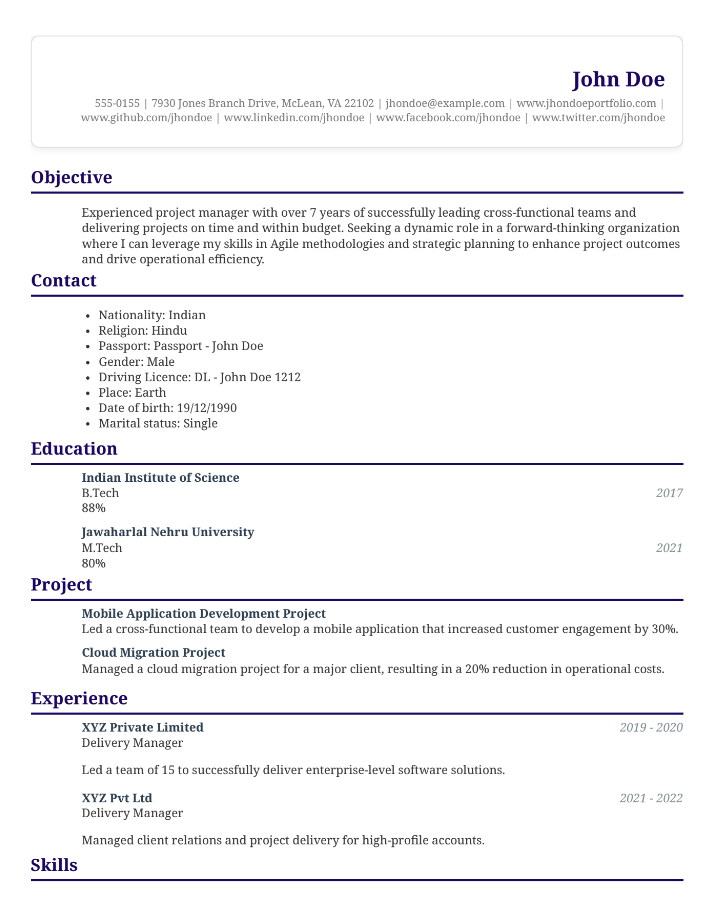 John Doe
555-0155 | 7930 Jones Branch Drive, McLean, VA 22102 | jhondoe@example.com | www.jhondoeportfolio.com |
www.github.com/jhondoe | www.linkedin.com/jhondoe | www.facebook.com/jhondoe | www.twitter.com/jhondoe
Objective
Experienced project manager with over 7 years of successfully leading cross-functional teams and
delivering projects on time and within budget. Seeking a dynamic role in a forward-thinking organization
where I can leverage my skills in Agile methodologies and strategic planning to enhance project outcomes
and drive operational efficiency.
Contact
• Nationality: Indian
• Religion: Hindu
• Passport: Passport - John Doe
• Gender: Male
• Driving Licence: DL - John Doe 1212
• Place: Earth
• Date of birth: 19/12/1990
• Marital status: Single
Education
Indian Institute of Science
B.Tech 2017
88%
Jawaharlal Nehru University
M.Tech 2021
80%
Project
Mobile Application Development Project
Led a cross-functional team to develop a mobile application that increased customer engagement by 30%.
Cloud Migration Project
Managed a cloud migration project for a major client, resulting in a 20% reduction in operational costs.
Experience
XYZ Private Limited 2019 - 2020
Delivery Manager
Led a team of 15 to successfully deliver enterprise-level software solutions.
XYZ Pvt Ltd 2021 - 2022
Delivery Manager
Managed client relations and project delivery for high-profile accounts.
Skills